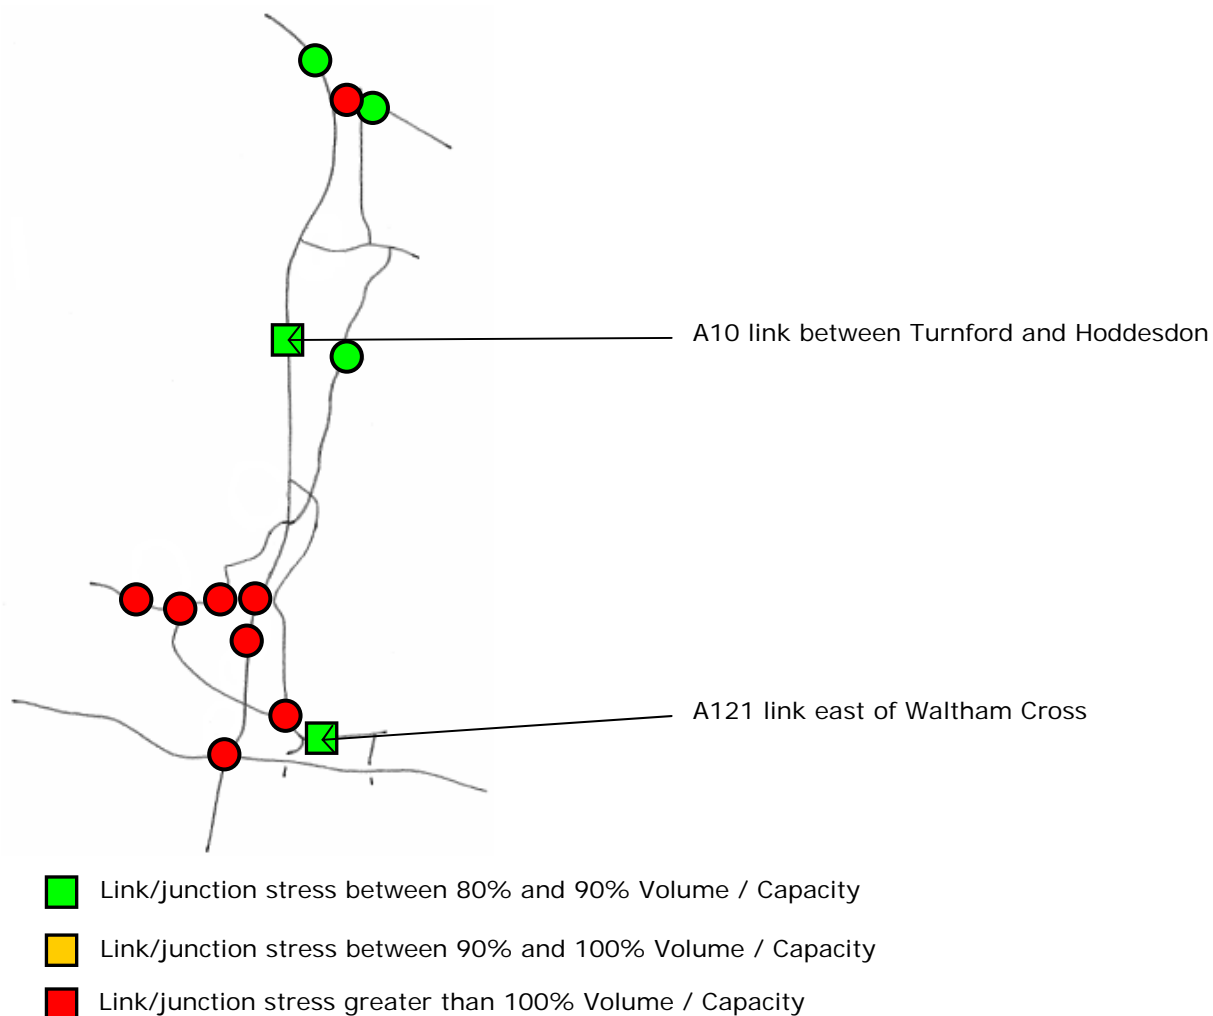 A10 link between Turnford and Hoddesdon
A121 link east of Waltham Cross
Link/junction stress between 80% and 90% Volume / Capacity
Link/junction stress between 90% and 100% Volume / Capacity
Link/junction stress greater than 100% Volume / Capacity